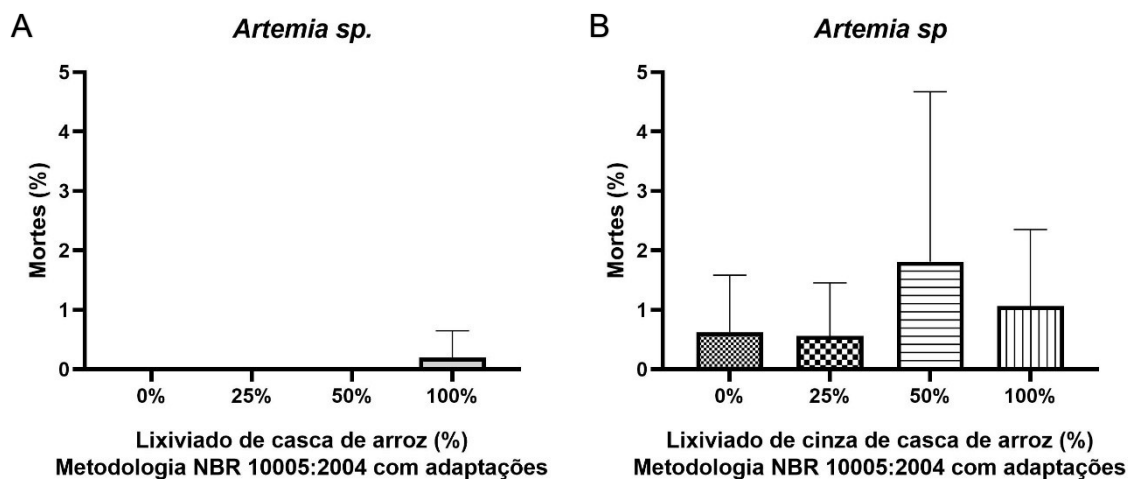 A
Artemia sp.
Mortes (%)
5
4
3
2
1
0
0% 25% 50% 100%
Lixiviado de casca de arroz (%)
Metodologia NBR 10005:2004 com adaptações
B
Artemia sp
Mortes (%)
5
4
3
2
1
0
0% 25% 50% 100%
Lixiviado de cinza de casca de arroz (%)
Metodologia NBR 10005:2004 com adaptações